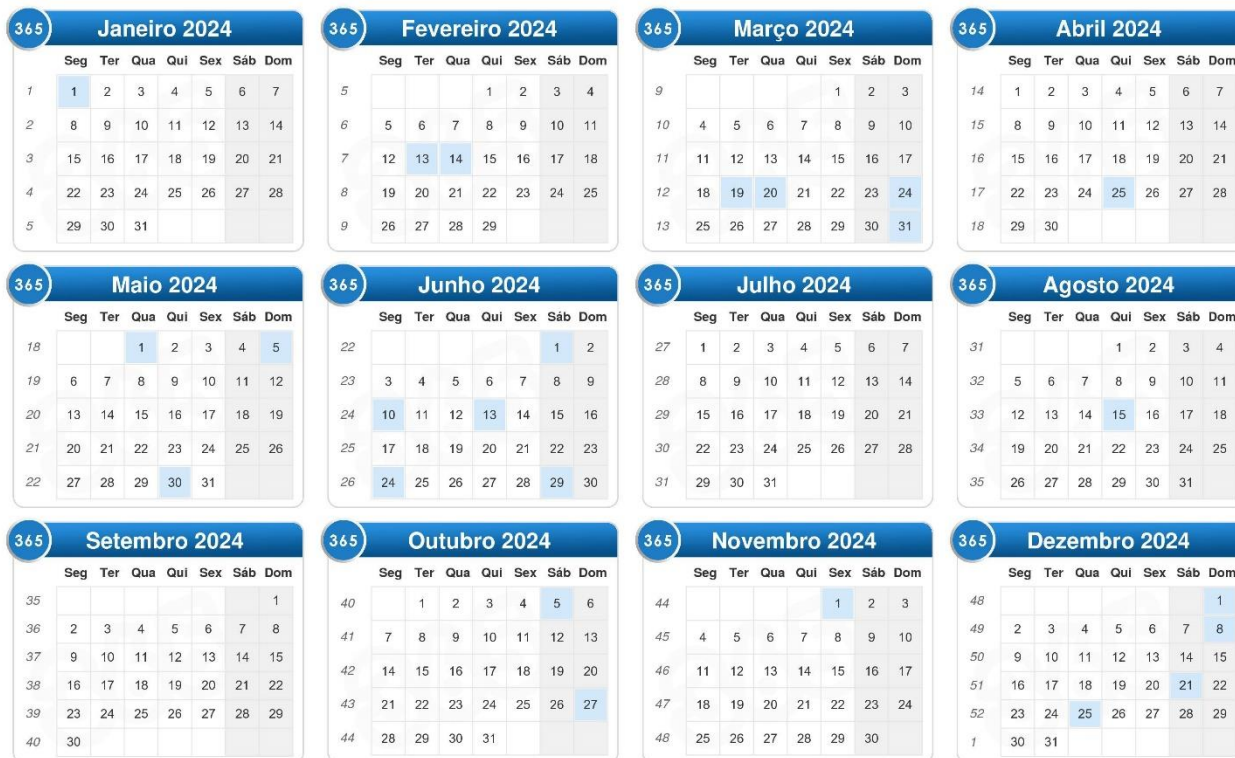 365 Janeiro 2024
Seg Ter Qua Qui Sex Sáb Dom
1 1 2 3 4 5 6 7
2 8 9 10 11 12 13 14
3 15 16 17 18 19 20 21
4 22 23 24 25 26 27 28
5 29 30 31
365 Fevereiro 2024
Seg Ter Qua Qui Sex Sáb Dom
5 1 2 3 4
6 5 6 7 8 9 10 11
7 12 13 14 15 16 17 18
8 19 20 21 22 23 24 25
9 26 27 28 29
365 Março 2024
Seg Ter Qua Qui Sex Sáb Dom
9 1 2 3
10 4 5 6 7 8 9 10
11 11 12 13 14 15 16 17
12 18 19 20 21 22 23 24
13 25 26 27 28 29 30 31
365 Abril 2024
Seg Ter Qua Qui Sex Sáb Dom
14 1 2 3 4 5 6 7
15 8 9 10 11 12 13 14
16 15 16 17 18 19 20 21
17 22 23 24 25 26 27 28
18 29 30
365 Maio 2024
Seg Ter Qua Qui Sex Sáb Dom
18 1 2 3 4 5
19 6 7 8 9 10 11 12
20 13 14 15 16 17 18 19
21 20 21 22 23 24 25 26
22 27 28 29 30 31
365 Junho 2024
Seg Ter Qua Qui Sex Sáb Dom
22 1 2
23 3 4 5 6 7 8 9
24 10 11 12 13 14 15 16
25 17 18 19 20 21 22 23
26 24 25 26 27 28 29 30
365 Julho 2024
Seg Ter Qua Qui Sex Sáb Dom
27 1 2 3 4 5 6 7
28 8 9 10 11 12 13 14
29 15 16 17 18 19 20 21
30 22 23 24 25 26 27 28
31 29 30 31
365 Agosto 2024
Seg Ter Qua Qui Sex Sáb Dom
31 1 2 3 4
32 5 6 7 8 9 10 11
33 12 13 14 15 16 17 18
34 19 20 21 22 23 24 25
35 26 27 28 29 30 31
365 Setembro 2024
Seg Ter Qua Qui Sex Sáb Dom
35 1
36 2 3 4 5 6 7 8
37 9 10 11 12 13 14 15
38 16 17 18 19 20 21 22
39 23 24 25 26 27 28 29
40 30
365 Outubro 2024
Seg Ter Qua Qui Sex Sáb Dom
40 1 2 3 4 5 6
41 7 8 9 10 11 12 13
42 14 15 16 17 18 19 20
43 21 22 23 24 25 26 27
44 28 29 30 31
365 Novembro 2024
Seg Ter Qua Qui Sex Sáb Dom
44 1 2 3
45 4 5 6 7 8 9 10
46 11 12 13 14 15 16 17
47 18 19 20 21 22 23 24
48 25 26 27 28 29 30
365 Dezembro 2024
Seg Ter Qua Qui Sex Sáb Dom
48 1
49 2 3 4 5 6 7 8
50 9 10 11 12 13 14 15
51 16 17 18 19 20 21 22
52 23 24 25 26 27 28 29
1 30 31